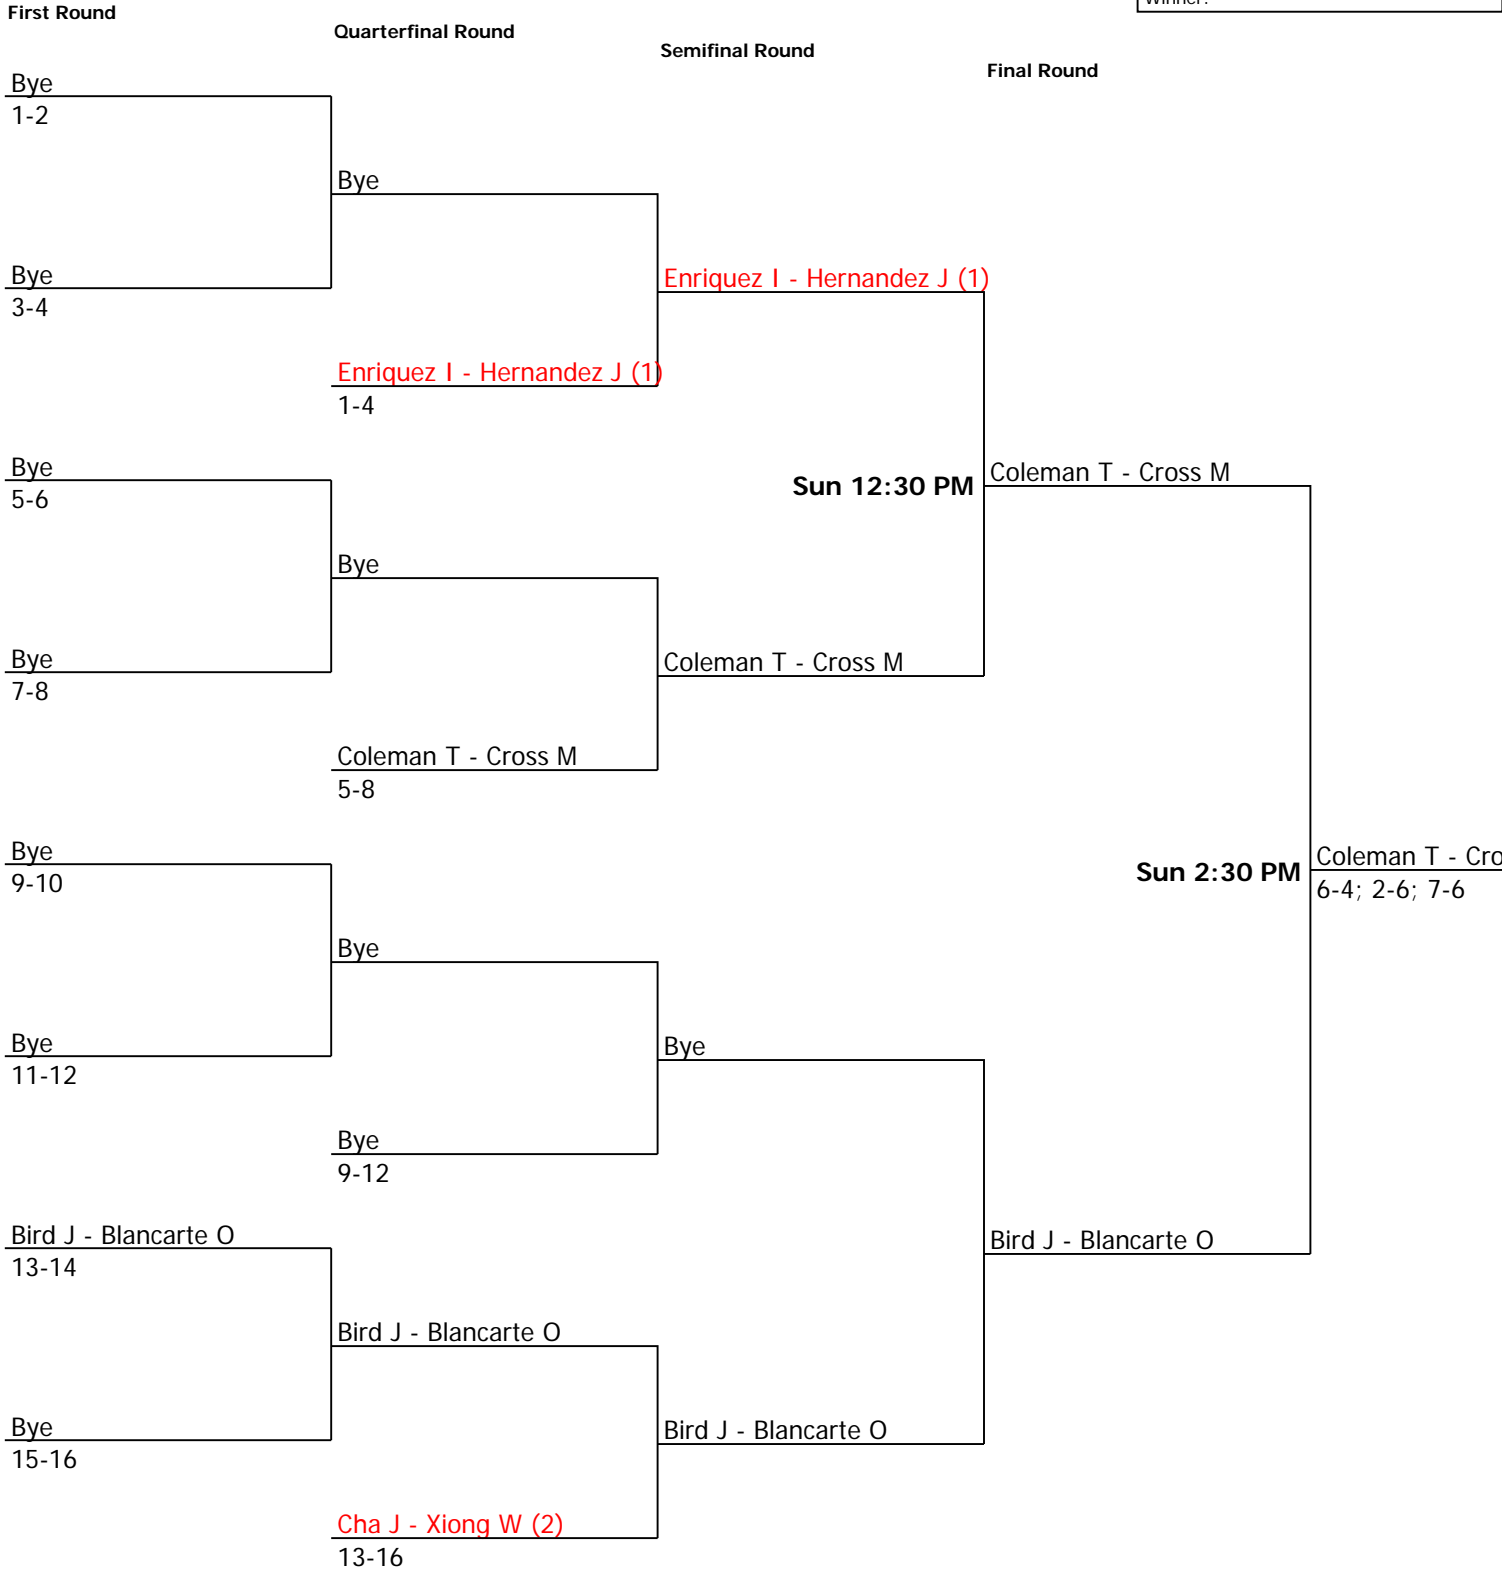 Winner:
First Round
Quarterfinal Round
Semifinal Round
Final Round
Bye
1-2
Bye
Bye
3-4
Enriquez I - Hernandez J (1)
Enriquez I - Hernandez J (1)
1-4
Bye
5-6
Sun 12:30 PM
Coleman T - Cross M
Bye
Bye
7-8
Coleman T - Cross M
Coleman T - Cross M
5-8
Bye
9-10
Sun 2:30 PM
Coleman T - Cro
6-4; 2-6; 7-6
Bye
Bye
11-12
Bye
Bye
9-12
Bird J - Blancarte O
13-14
Bird J - Blancarte O
Bird J - Blancarte O
Bye
15-16
Bird J - Blancarte O
Cha J - Xiong W (2)
13-16